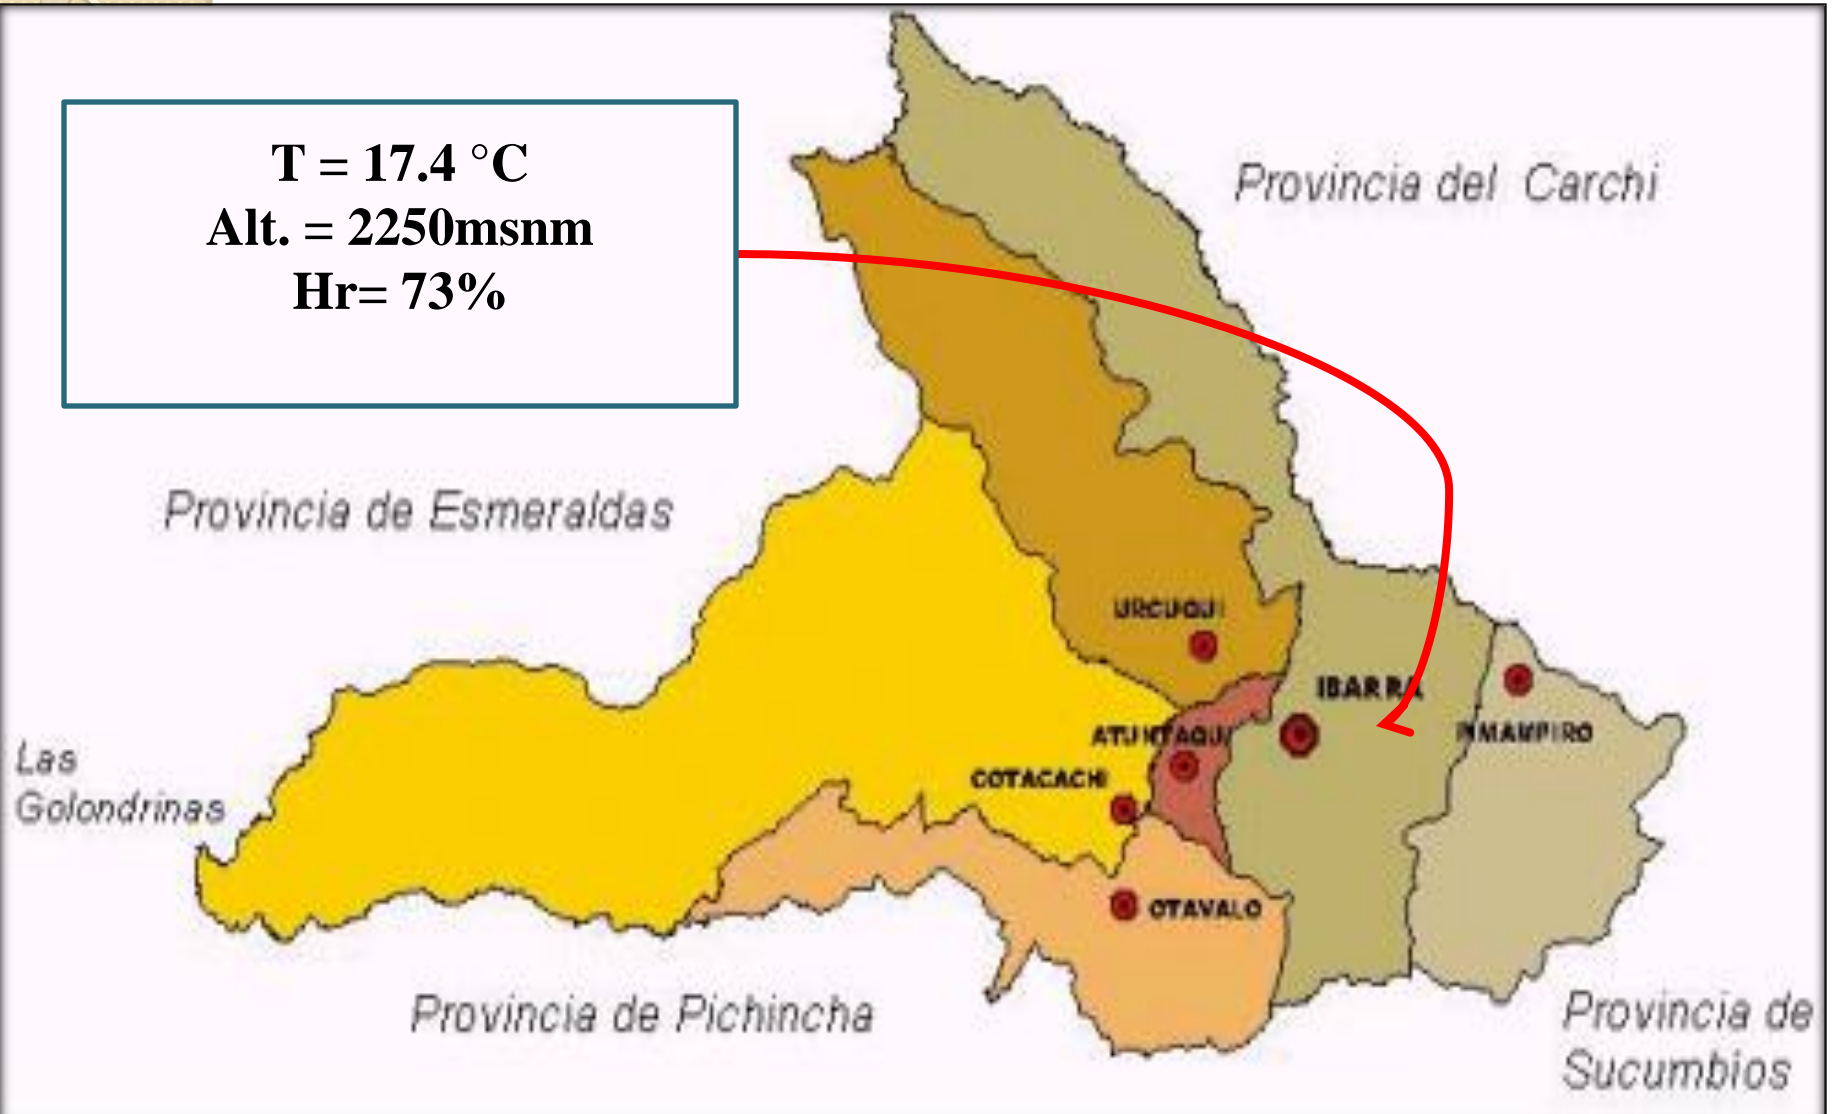 T = 17.4 °C
Alt. = 2250msnm
Hr= 73%
Provincia del Carchi
Provincia de Esmeraldas
URCUQUI
IBARRA
PIMAMPIRO
ATUNTAQUI
COTACACHI
Las
Golondrinas
OTAVALO
Provincia de Pichincha
Provincia de
Sucumbios